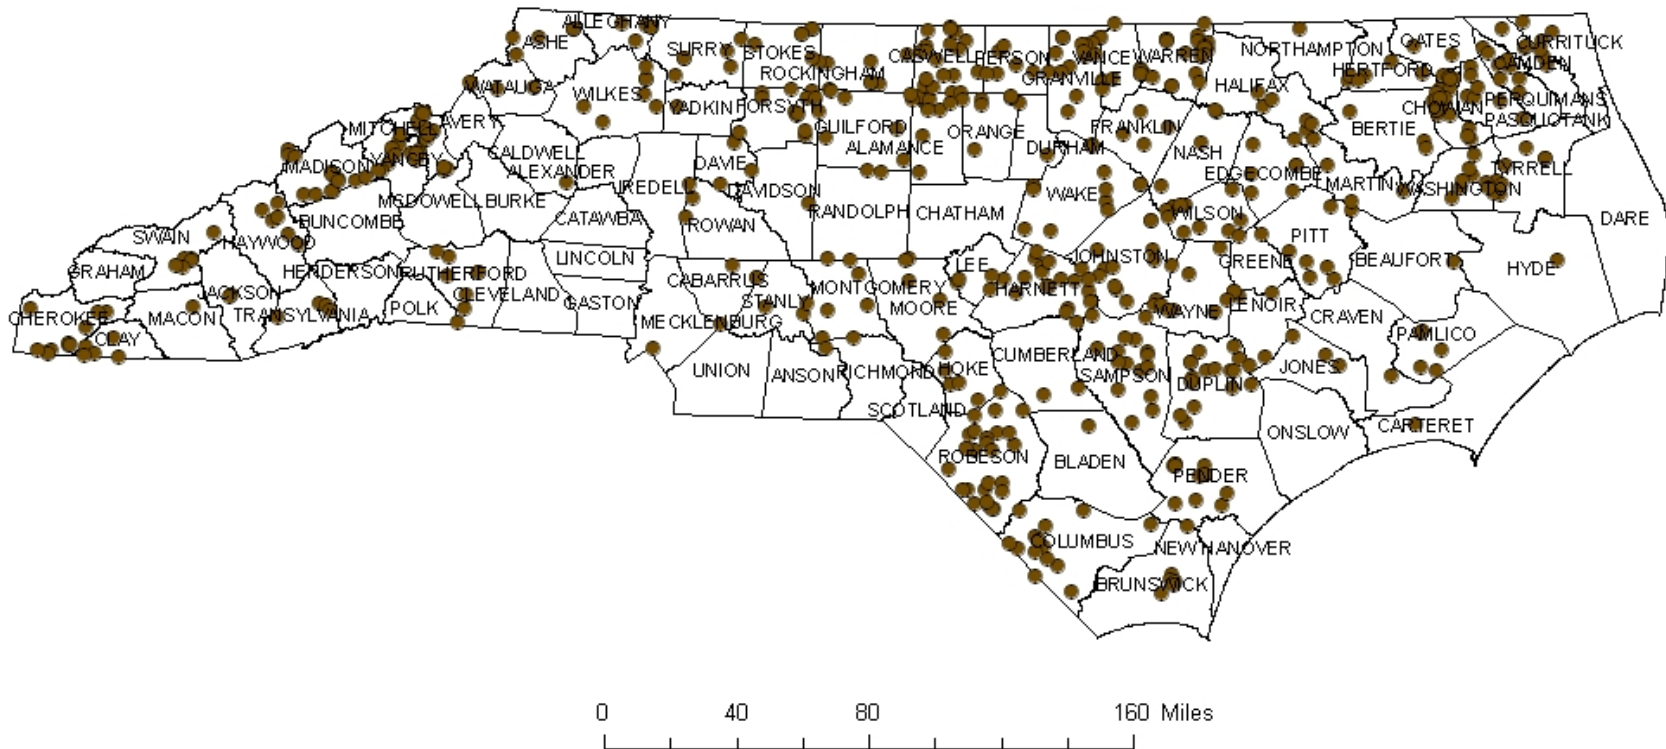 ALLEGHANY
ASHE
SURRY
STOKES
CASWELL
PERSON
VANCE
WARREN
NORTHAMPTON
GATES
CURRITUCK
CAMDEN
ROCKINGHAM
GRANVILLE
HERTFORD
HALIFAX
WATAUGA
WILKES
YADKIN
FORSYTH
CHOWAN
PERQUIMANS
PASQUOTANK
MITCHELL
AVERY
GUILFORD
ORANGE
FRANKLIN
BERTIE
CALDWELL
ALAMANCE
DURHAM
NASH
MADISON
YANCEY
ALEXANDER
DAVIE
EDGECOMBE
TYRRELL
IREDELL
DAVIDSON
WAKE
MARTIN
WASHINGTON
MCDOWELL
BURKE
BUNCOMBE
CATAWBA
ROWAN
RANDOLPH
CHATHAM
WILSON
DARE
SWAIN
HAYWOOD
PITT
LINCOLN
JOHNSTON
GREENE
BEAUFORT
HYDE
GRAHAM
HENDERSON
RUTHERFORD
LEE
CABARRUS
STANLY
MONTGOMERY
HARNETT
JACKSON
CLEVELAND
GASTON
MOORE
LENOIR
CHEROKEE
MACON
TRANSYLVANIA
POLK
MECKLENBURG
WAYNE
CRAVEN
CLAY
PAMLICO
UNION
ANSON
RICHMOND
HOKE
CUMBERLAND
SAMPSON
DUPLIN
JONES
SCOTLAND
ONSLOW
CARTERET
ROBESON
BLADEN
PENDER
COLUMBUS
NEW HANOVER
BRUNSWICK
0 40 80 160 Miles